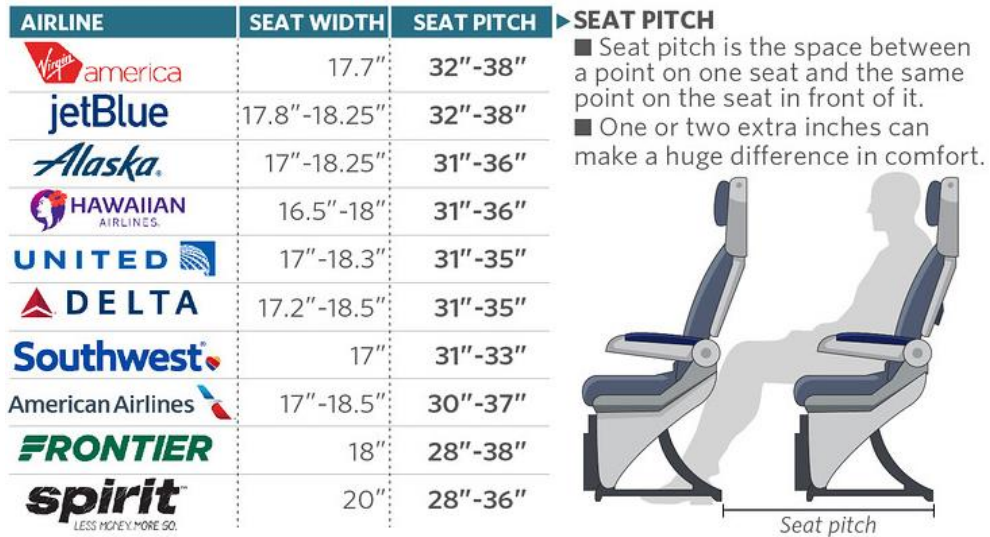 AIRLINE SEAT WIDTH SEAT PITCH
Virgin america 17.7" 32"-38"
jetBlue 17.8"-18.25" 32"-38"
Alaska. 17"-18.25" 31"-36"
HAWAIIAN AIRLINES. 16.5"-18" 31"-36"
UNITED 17"-18.3" 31"-35"
DELTA 17.2"-18.5" 31"-35"
Southwest® 17" 31"-33"
American Airlines 17"-18.5" 30"-37"
FRONTIER 18" 28"-38"
spirit™ 20" 28"-36"
LESS MONEY. MORE GO.
▶SEAT PITCH
■ Seat pitch is the space between
a point on one seat and the same
point on the seat in front of it.
■ One or two extra inches can
make a huge difference in comfort.
Seat pitch